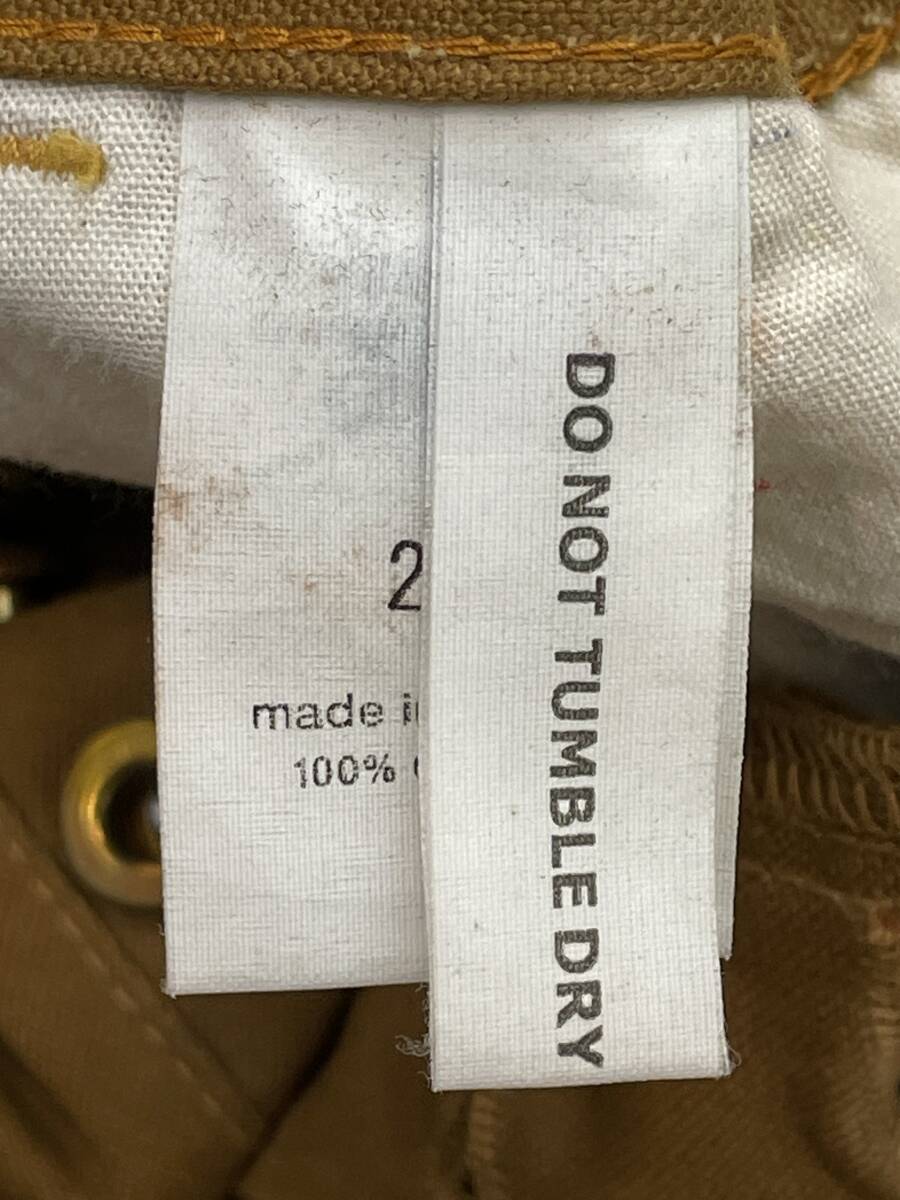 2
made i
100%
DO NOT TUMBLE DRY